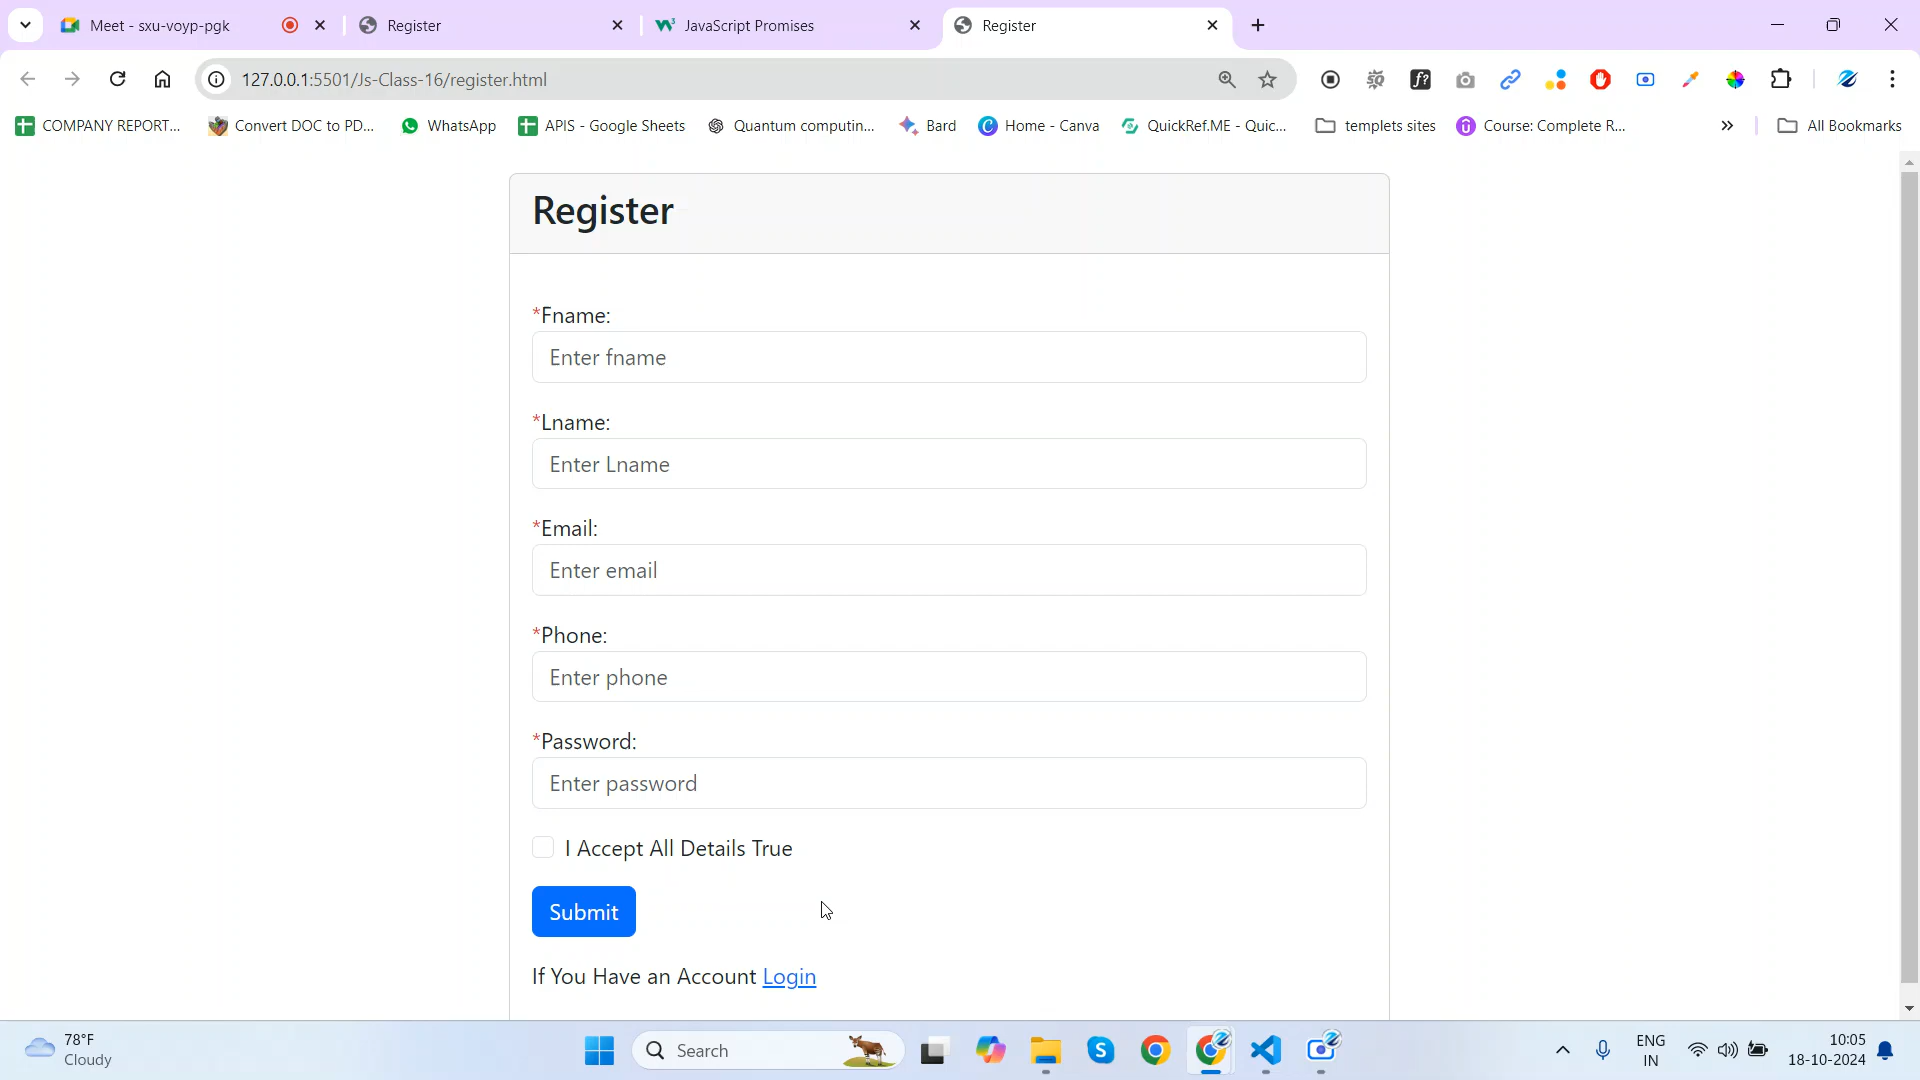 Meet - sxu-voyp-pgk
Register
JavaScript Promises
Register
127.0.0.1:5501/Js-Class-16/register.html
COMPANY REPORT...
Convert DOC to PD...
WhatsApp
APIS - Google Sheets
Quantum computin...
Bard
Home - Canva
QuickRef.ME - Quic...
templets sites
Course: Complete R...
All Bookmarks
Register
*Fname:
Enter fname
*Lname:
Enter Lname
*Email:
Enter email
*Phone:
Enter phone
*Password:
Enter password
I Accept All Details True
Submit
If You Have an Account Login
78°F
Cloudy
Search
ENG
IN
10:05
18-10-2024